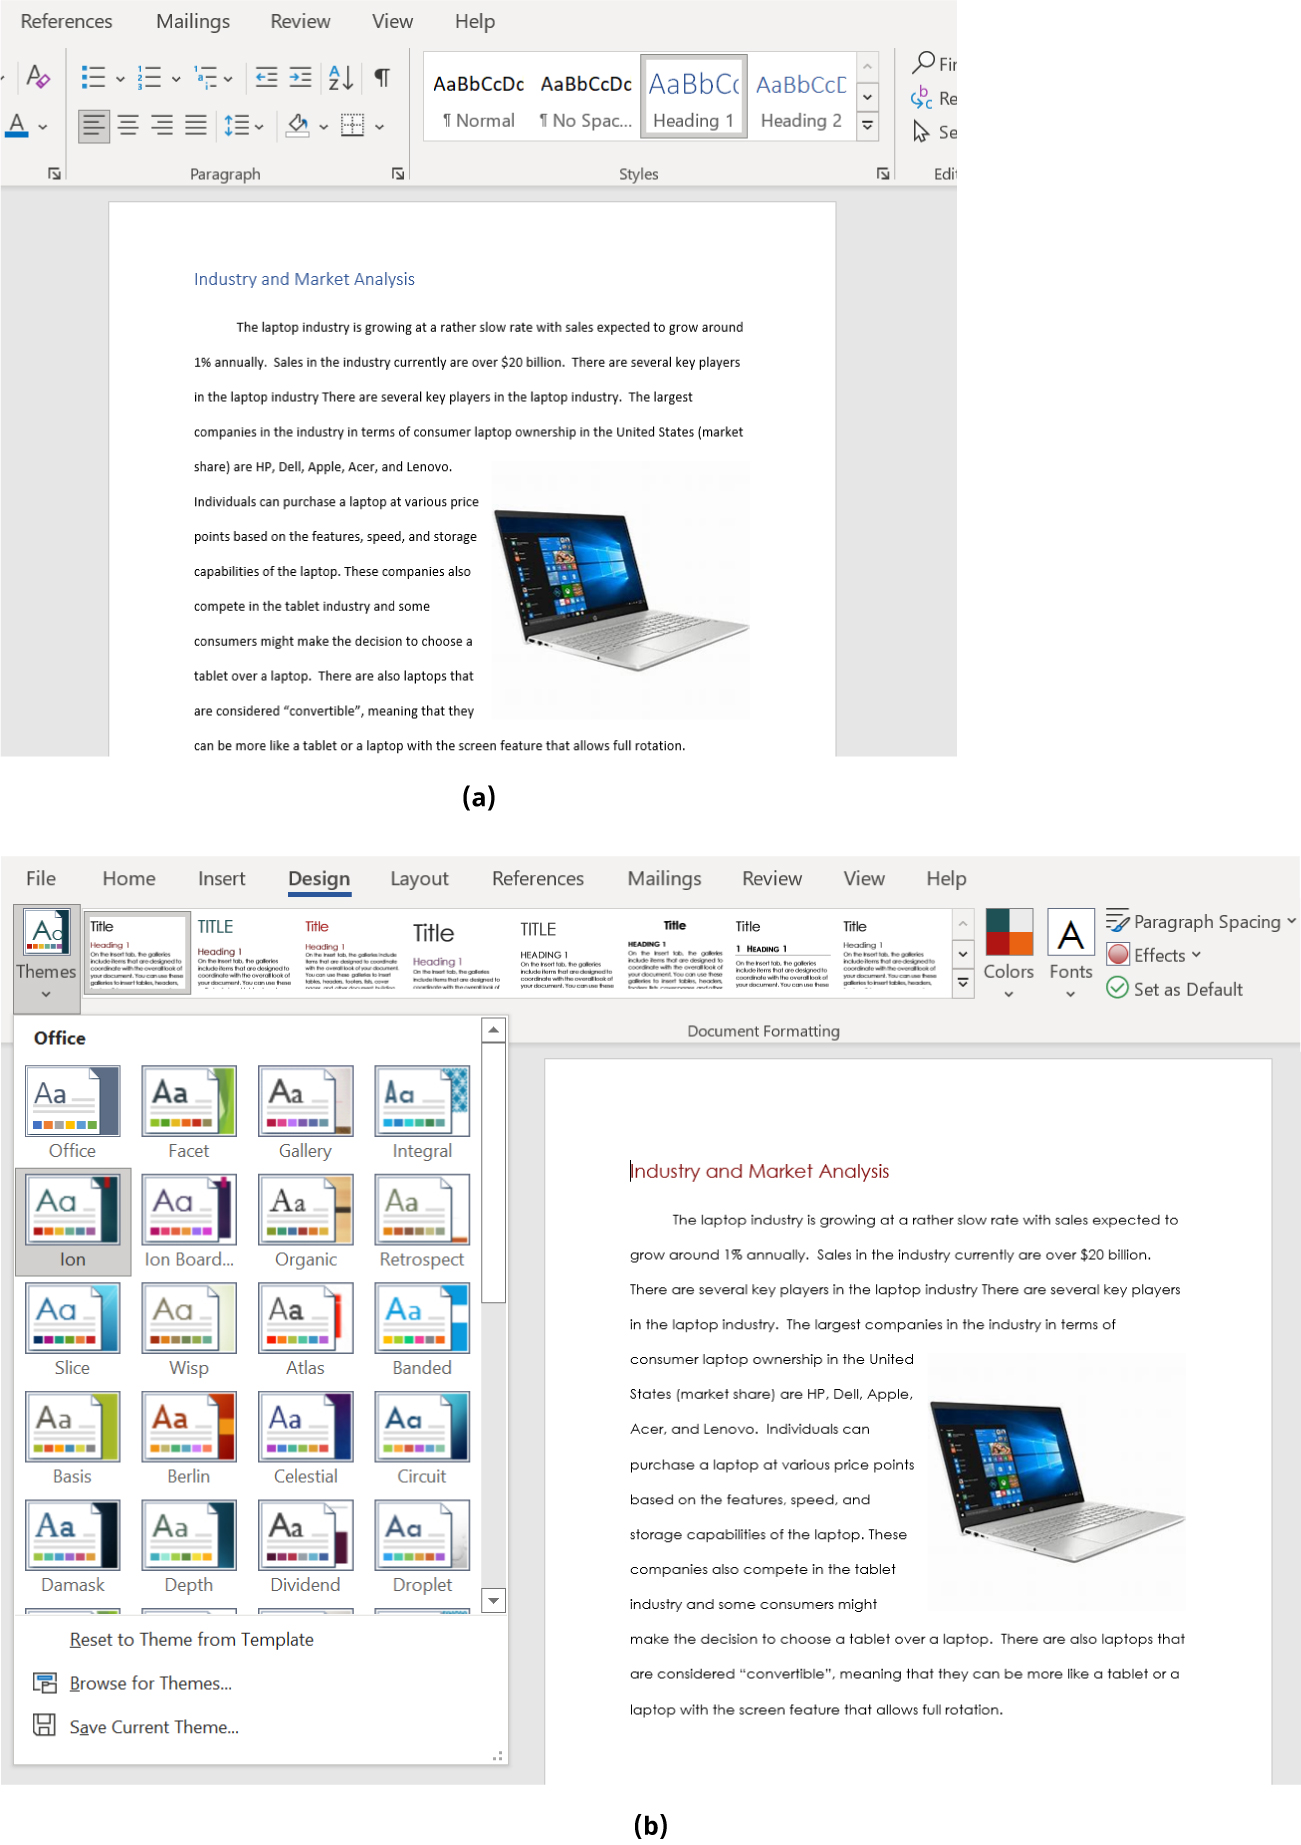 References Mailings Review View Help
AaBbCcDc AaBbCcDc AaBbCc AaBbCcE
¶ Normal ¶ No Spac... Heading 1 Heading 2
Paragraph Styles
Industry and Market Analysis
The laptop industry is growing at a rather slow rate with sales expected to grow around
1% annually. Sales in the industry currently are over $20 billion. There are several key players
in the laptop industry There are several key players in the laptop industry. The largest
companies in the industry in terms of consumer laptop ownership in the United States (market
share) are HP, Dell, Apple, Acer, and Lenovo.
Individuals can purchase a laptop at various price
points based on the features, speed, and storage
capabilities of the laptop. These companies also
compete in the tablet industry and some
consumers might make the decision to choose a
tablet over a laptop. There are also laptops that
are considered “convertible”, meaning that they
can be more like a tablet or a laptop with the screen feature that allows full rotation.
(a)
File Home Insert Design Layout References Mailings Review View Help
Themes
Title TITLE Title Title TITLE Title Title Title
Heading 1 Heading 1 Heading 1 Heading 1 HEADING 1 HEADING 1 1 HEADING 1 Heading 1
Colors Fonts
Paragraph Spacing
Effects
Set as Default
Document Formatting
Office
Office Facet Gallery Integral
Ion Ion Board... Organic Retrospect
Slice Wisp Atlas Banded
Basis Berlin Celestial Circuit
Damask Depth Dividend Droplet
Reset to Theme from Template
Browse for Themes...
Save Current Theme...
Industry and Market Analysis
The laptop industry is growing at a rather slow rate with sales expected to
grow around 1% annually. Sales in the industry currently are over $20 billion.
There are several key players in the laptop industry There are several key players
in the laptop industry. The largest companies in the industry in terms of
consumer laptop ownership in the United
States (market share) are HP, Dell, Apple,
Acer, and Lenovo. Individuals can
purchase a laptop at various price points
based on the features, speed, and
storage capabilities of the laptop. These
companies also compete in the tablet
industry and some consumers might
make the decision to choose a tablet over a laptop. There are also laptops that
are considered “convertible”, meaning that they can be more like a tablet or a
laptop with the screen feature that allows full rotation.
(b)